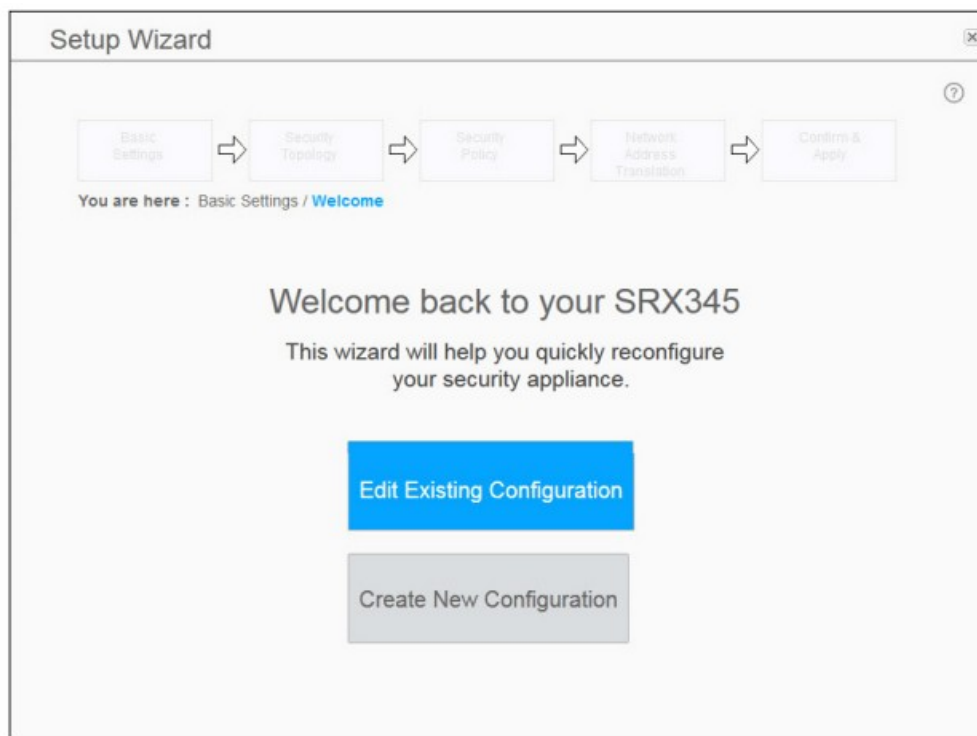 Setup Wizard
Basic
Settings
Security
Topology
Security
Policy
Network
Address
Translation
Confirm &
Apply
You are here : Basic Settings / Welcome
Welcome back to your SRX345
This wizard will help you quickly reconfigure
your security appliance.
Edit Existing Configuration
Create New Configuration